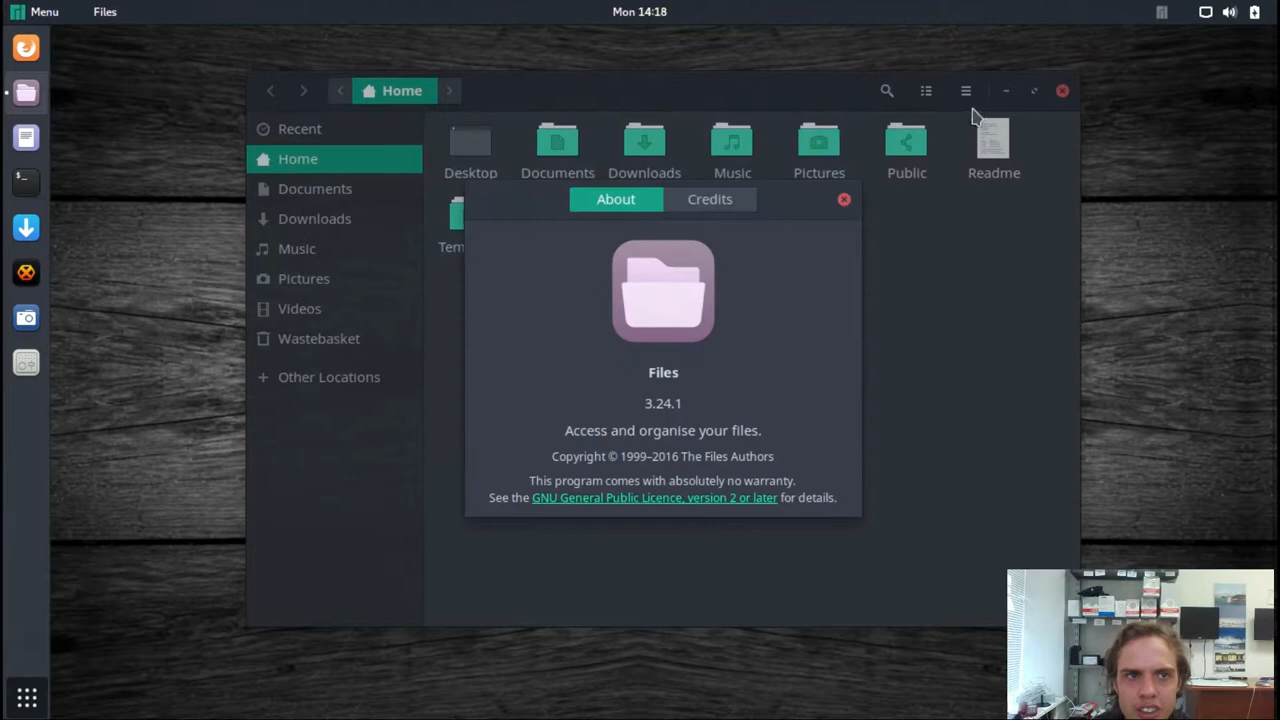 Menu
Files
Mon 14:18
Home
Recent
Home
Documents
Downloads
Music
Pictures
Videos
Wastebasket
Other Locations
Desktop
Documents
Downloads
Music
Pictures
Public
Readme
Tem
About
Credits
Files
3.24.1
Access and organise your files.
Copyright © 1999–2016 The Files Authors
This program comes with absolutely no warranty.
See the GNU General Public Licence, version 2 or later for details.